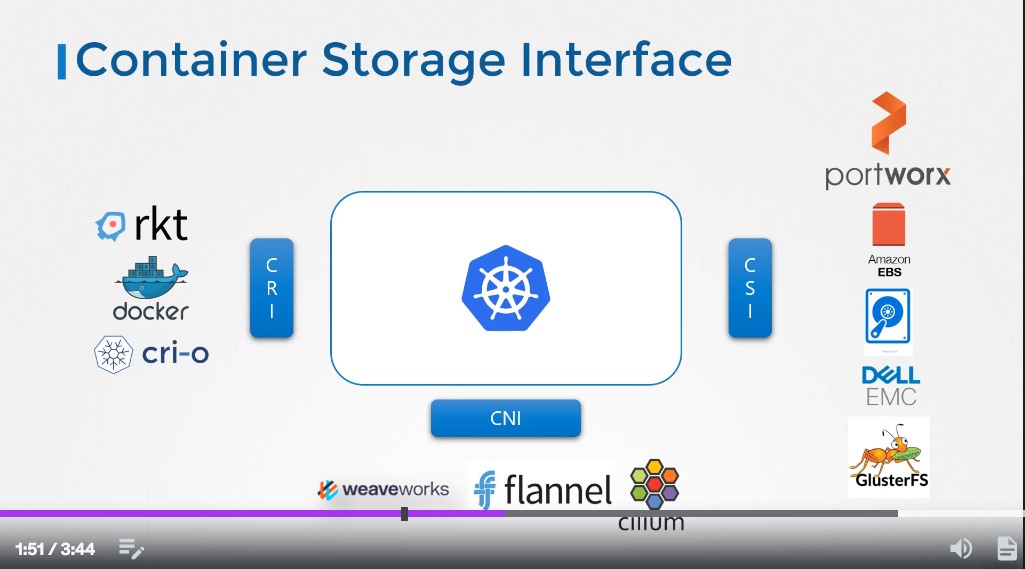 Container Storage Interface
portworx
rkt
docker
cri-o
C
R
I
C
S
I
Amazon
EBS
DELL
EMC
CNI
GlusterFS
weaveworks
flannel
cilium
1:51 / 3:44